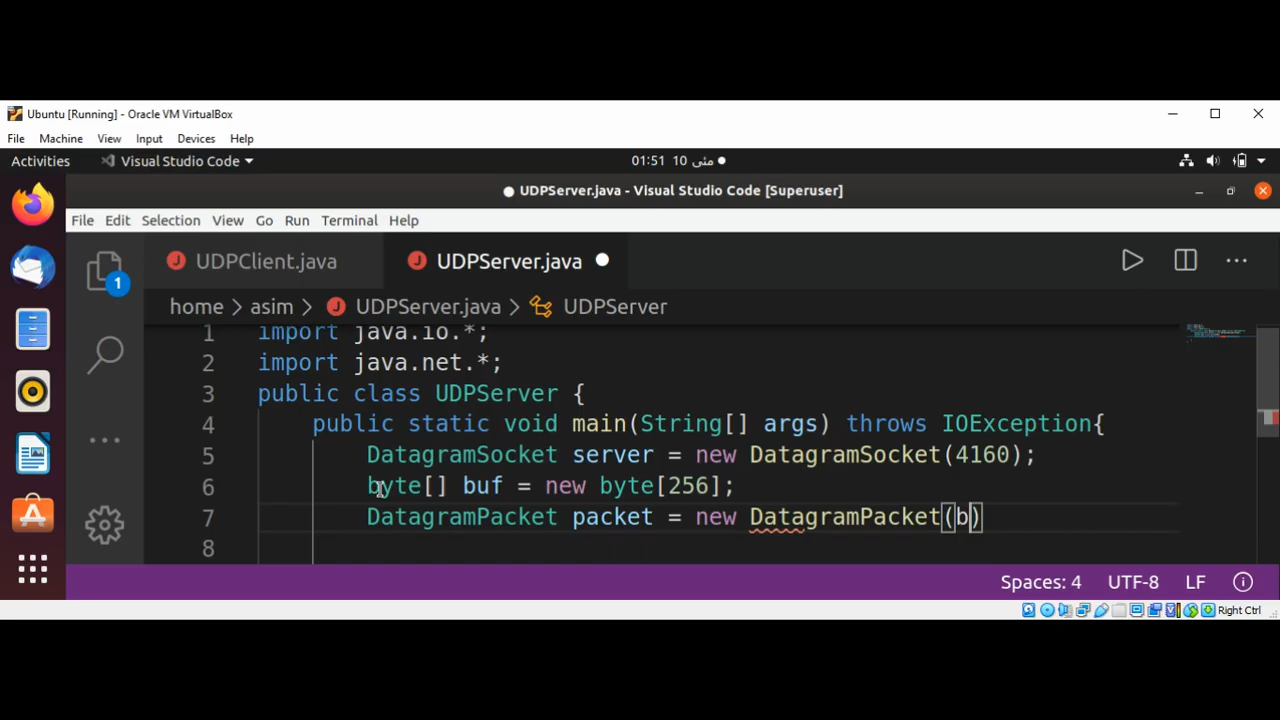 Ubuntu [Running] - Oracle VM VirtualBox
File Machine View Input Devices Help
Activities Visual Studio Code 01:51 10 مئی
UDPServer.java - Visual Studio Code [Superuser]
File Edit Selection View Go Run Terminal Help
UDPClient.java UDPServer.java
1
home > asim > UDPServer.java > UDPServer
1 import java.io.*;
2 import java.net.*;
3 public class UDPServer {
4 public static void main(String[] args) throws IOException{
5 DatagramSocket server = new DatagramSocket(4160);
6 byte[] buf = new byte[256];
7 DatagramPacket packet = new DatagramPacket(b)
8
Spaces: 4 UTF-8 LF
Right Ctrl